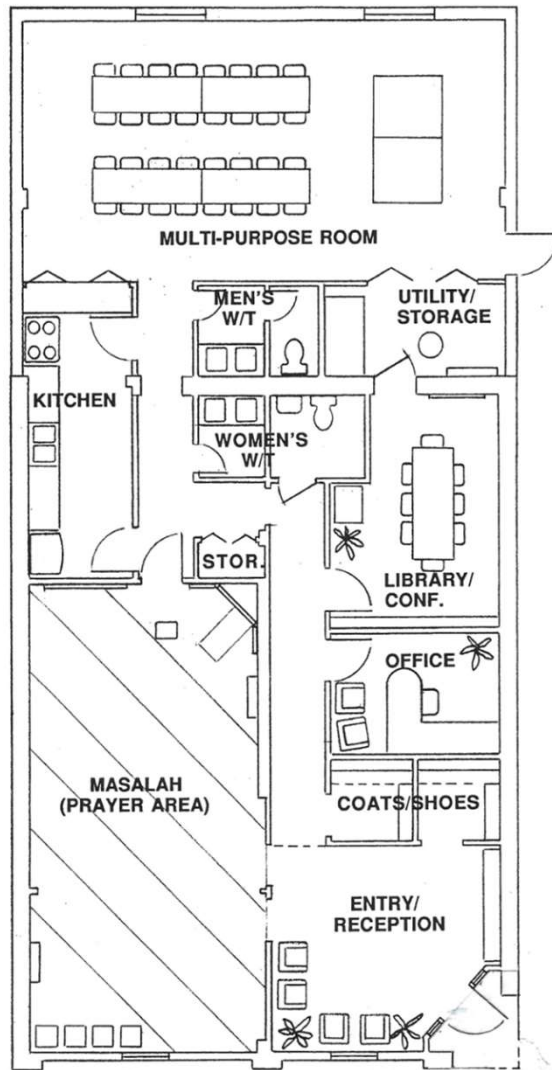 MULTI-PURPOSE ROOM
MEN'S
W/T
UTILITY/
STORAGE
KITCHEN
WOMEN'S
W/T
STOR.
LIBRARY/
CONF.
OFFICE
MASALAH
(PRAYER AREA)
COATS/SHOES
ENTRY/
RECEPTION